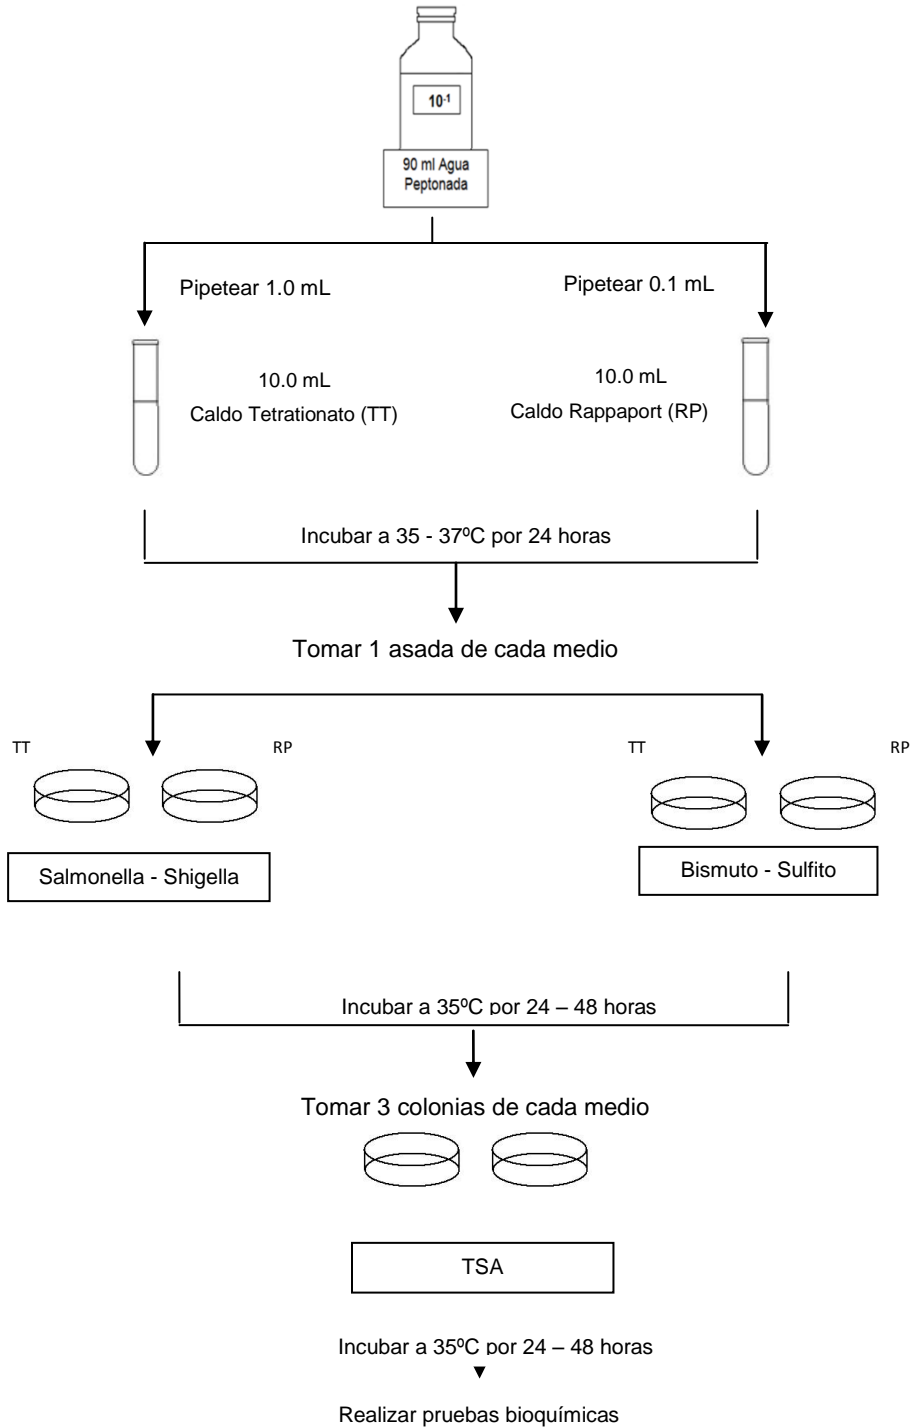 10-1
90 ml Agua
Peptonada
Pipetear 1.0 mL
Pipetear 0.1 mL
10.0 mL
Caldo Tetrationato (TT)
10.0 mL
Caldo Rappaport (RP)
Incubar a 35 - 37ºC por 24 horas
Tomar 1 asada de cada medio
TT
RP
TT
RP
Salmonella - Shigella
Bismuto - Sulfito
Incubar a 35ºC por 24 – 48 horas
Tomar 3 colonias de cada medio
TSA
Incubar a 35ºC por 24 – 48 horas
Realizar pruebas bioquímicas